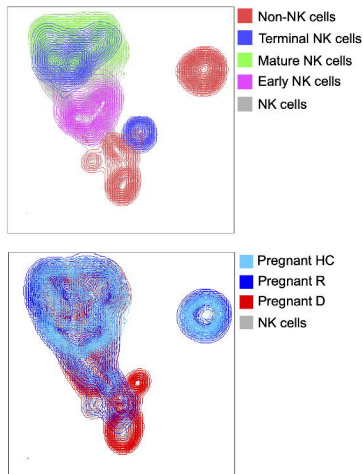 Non-NK cells
Terminal NK cells
Mature NK cells
Early NK cells
NK cells
Pregnant HC
Pregnant R
Pregnant D
NK cells